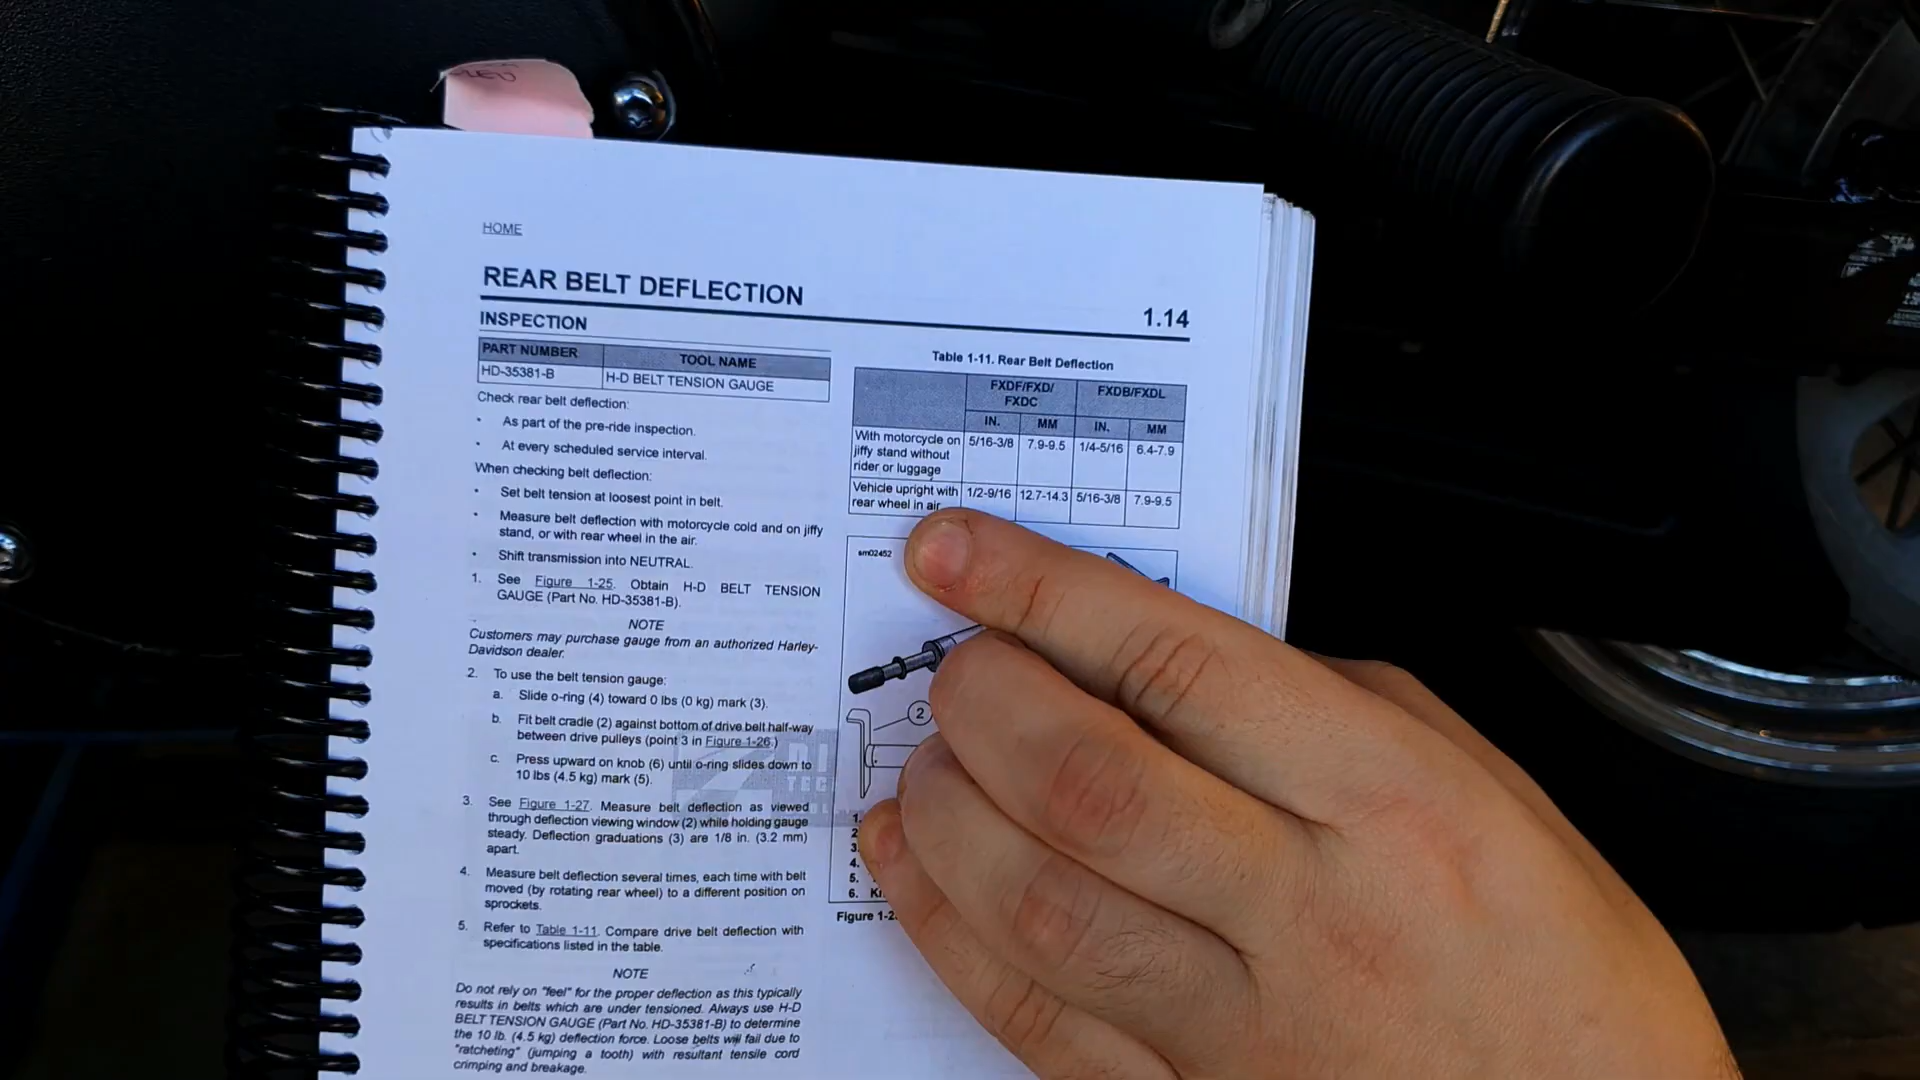 HOME
REAR BELT DEFLECTION
1.14
INSPECTION
PART NUMBER TOOL NAME
HD-35381-B H-D BELT TENSION GAUGE
Check rear belt deflection:
• As part of the pre-ride inspection.
• At every scheduled service interval.
When checking belt deflection:
• Set belt tension at loosest point in belt.
• Measure belt deflection with motorcycle cold and on jiffy
stand, or with rear wheel in the air.
• Shift transmission into NEUTRAL.
1. See Figure 1-25. Obtain H-D BELT TENSION
GAUGE (Part No. HD-35381-B).
NOTE
Customers may purchase gauge from an authorized Harley-
Davidson dealer.
2. To use the belt tension gauge:
a. Slide o-ring (4) toward 0 lbs (0 kg) mark (3).
b. Fit belt cradle (2) against bottom of drive belt half-way
between drive pulleys (point 3 in Figure 1-26.)
c. Press upward on knob (6) until o-ring slides down to
10 lbs (4.5 kg) mark (5).
3. See Figure 1-27. Measure belt deflection as viewed
through deflection viewing window (2) while holding gauge
steady. Deflection graduations (3) are 1/8 in. (3.2 mm)
apart.
4. Measure belt deflection several times, each time with belt
moved (by rotating rear wheel) to a different position on
sprockets.
5. Refer to Table 1-11. Compare drive belt deflection with
specifications listed in the table.
NOTE
Do not rely on "feel" for the proper deflection as this typically
results in belts which are under tensioned. Always use H-D
BELT TENSION GAUGE (Part No. HD-35381-B) to determine
the 10 lb. (4.5 kg) deflection force. Loose belts will fail due to
"ratcheting" (jumping a tooth) with resultant tensile cord
crimping and breakage.
Table 1-11. Rear Belt Deflection
FXDF/FXD/ FXDB/FXDL
FXDC
IN. MM IN. MM
With motorcycle on 5/16-3/8 7.9-9.5 1/4-5/16 6.4-7.9
jiffy stand without
rider or luggage
Vehicle upright with 1/2-9/16 12.7-14.3 5/16-3/8 7.9-9.5
rear wheel in air
sm02452
2
1.
2
3.
4.
5.
6.